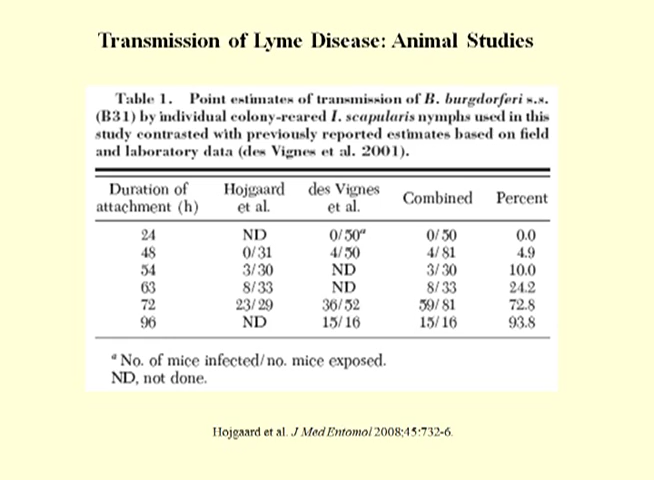 Transmission of Lyme Disease: Animal Studies
Table 1. Point estimates of transmission of B. burgdorferi s.s.
(B31) by individual colony-reared I. scapularis nymphs used in this
study contrasted with previously reported estimates based on field
and laboratory data (des Vignes et al. 2001).
Duration of attachment (h) Hojgaard et al. des Vignes et al. Combined Percent
24 ND 0/50ª 0/50 0.0
48 0/31 4/50 4/81 4.9
54 3/30 ND 3/30 10.0
63 8/33 ND 8/33 24.2
72 23/29 36/52 59/81 72.8
96 ND 15/16 15/16 93.8
ª No. of mice infected/no. mice exposed.
ND, not done.
Hojgaard et al. J Med Entomol 2008;45:732-6.